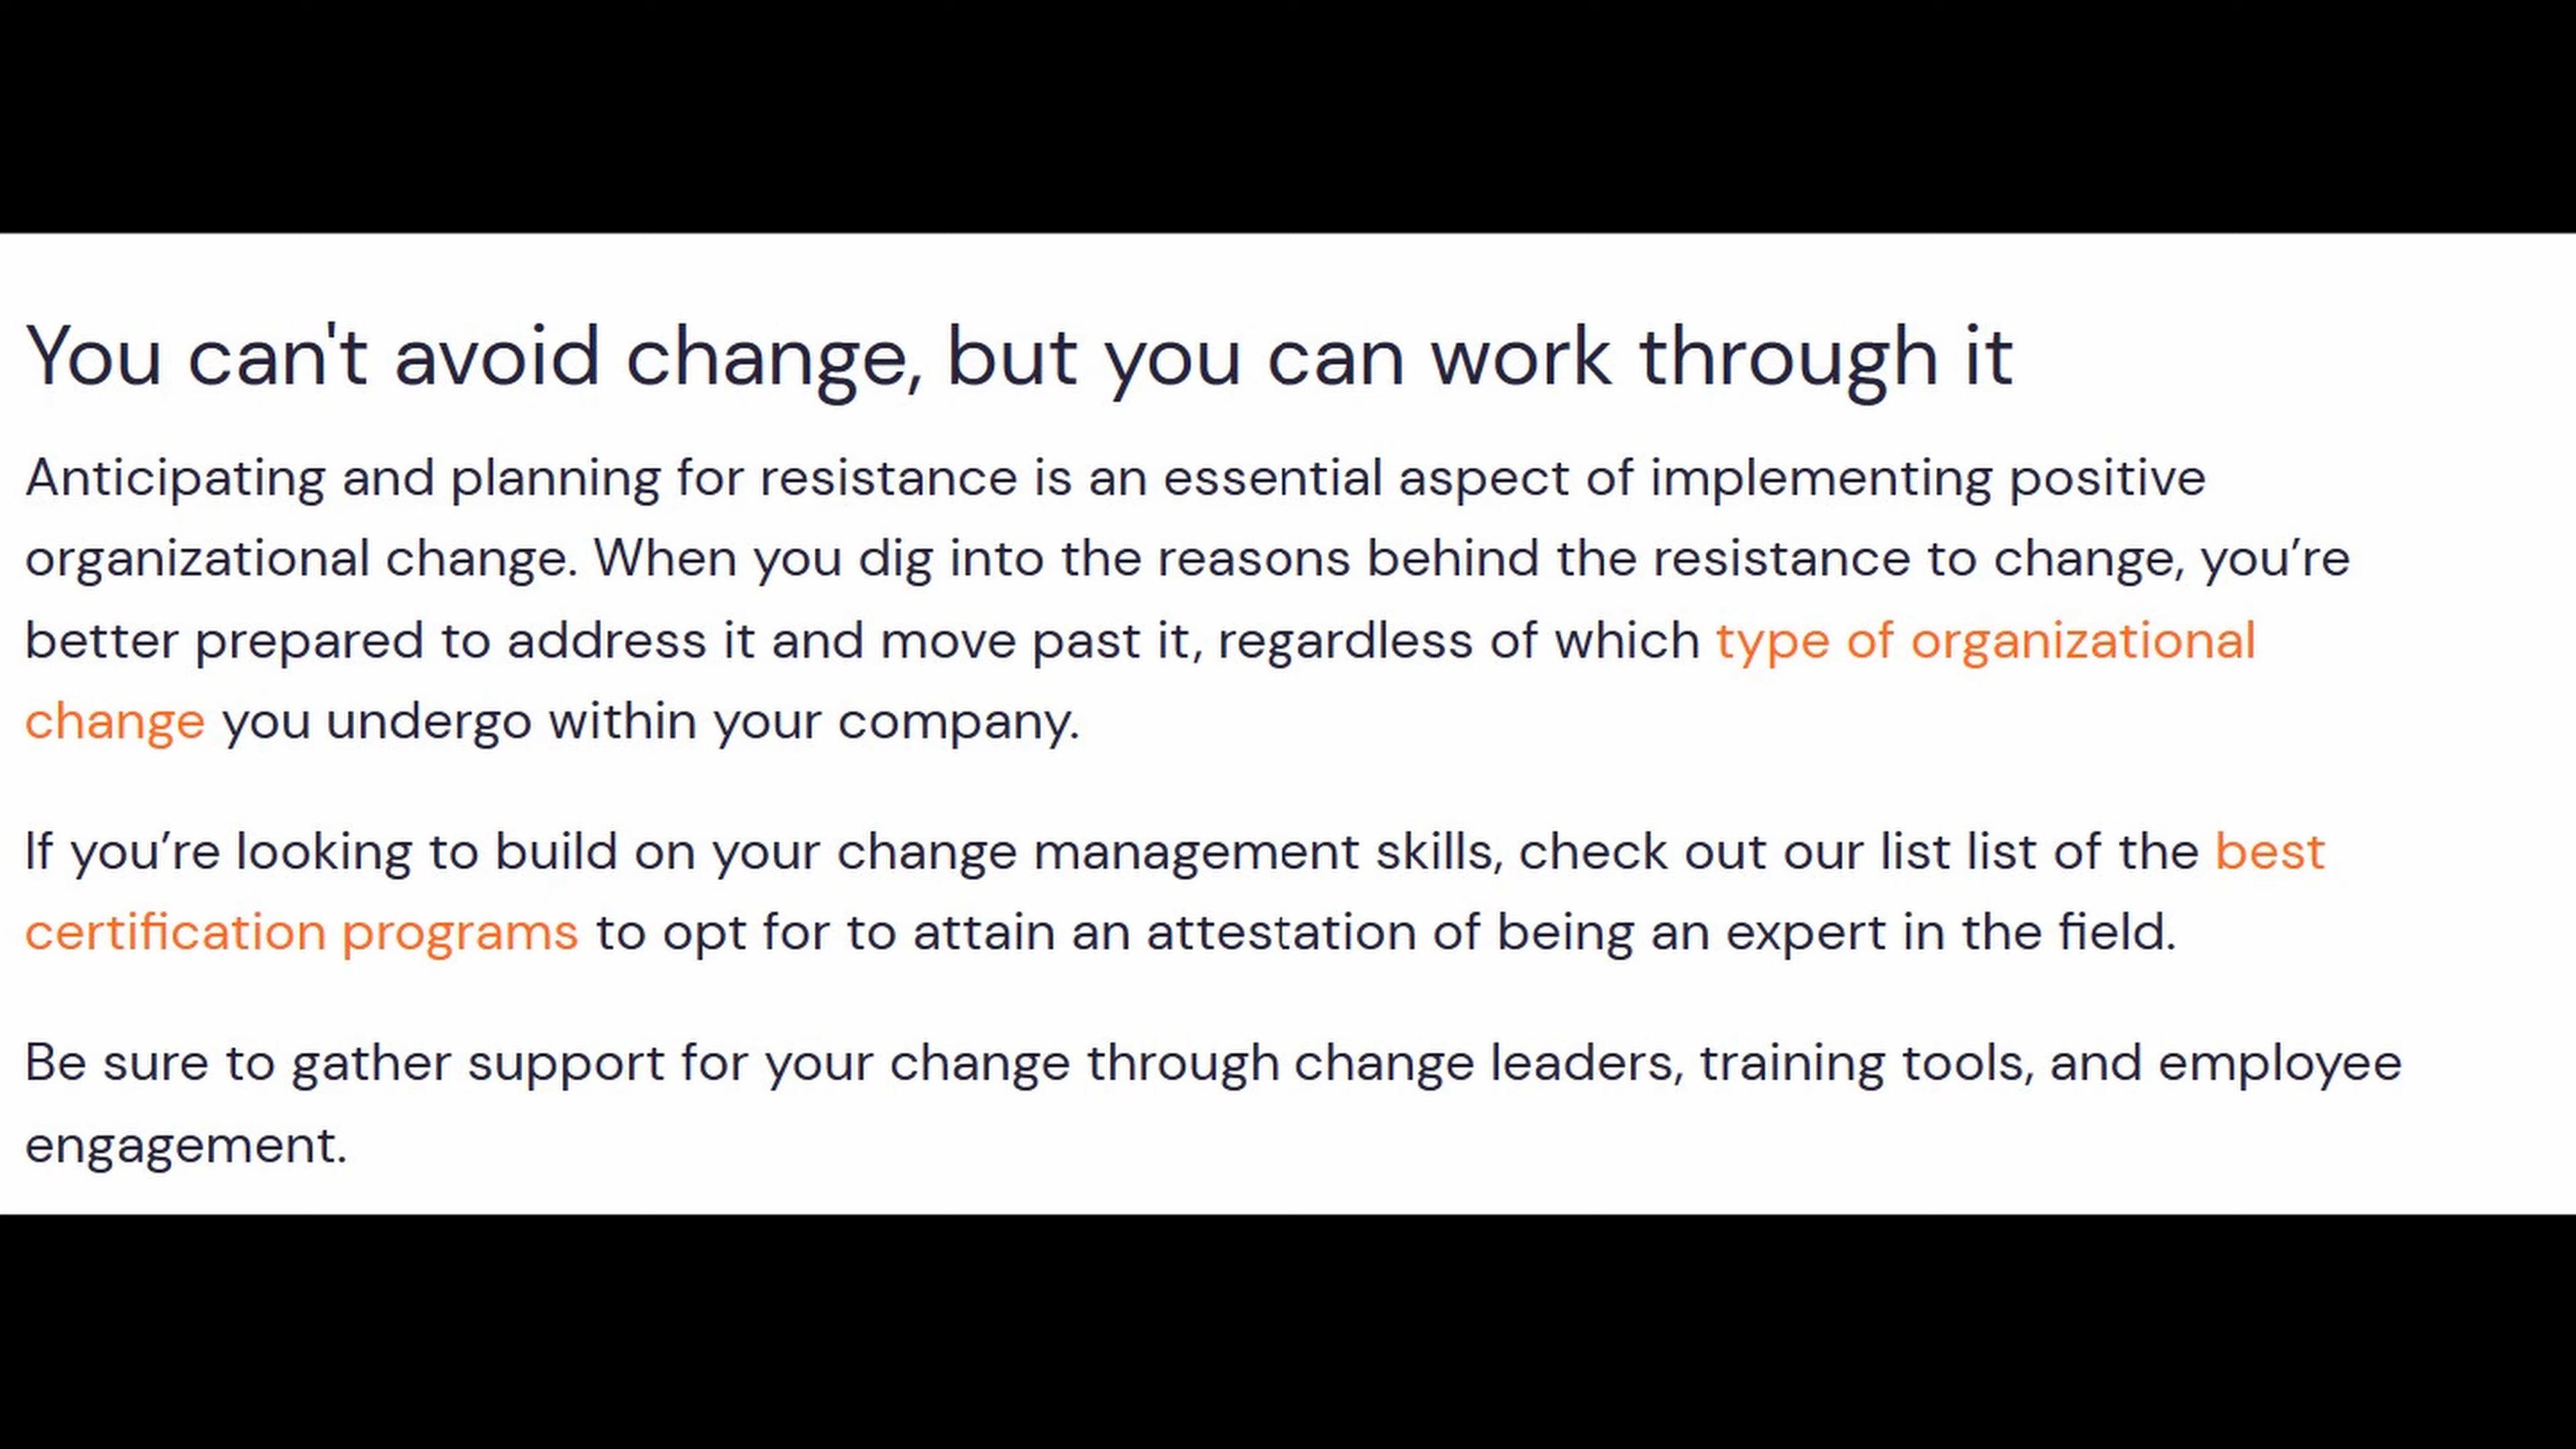 You can't avoid change, but you can work through it
Anticipating and planning for resistance is an essential aspect of implementing positive
organizational change. When you dig into the reasons behind the resistance to change, you’re
better prepared to address it and move past it, regardless of which type of organizational
change you undergo within your company.
If you’re looking to build on your change management skills, check out our list list of the best
certification programs to opt for to attain an attestation of being an expert in the field.
Be sure to gather support for your change through change leaders, training tools, and employee
engagement.